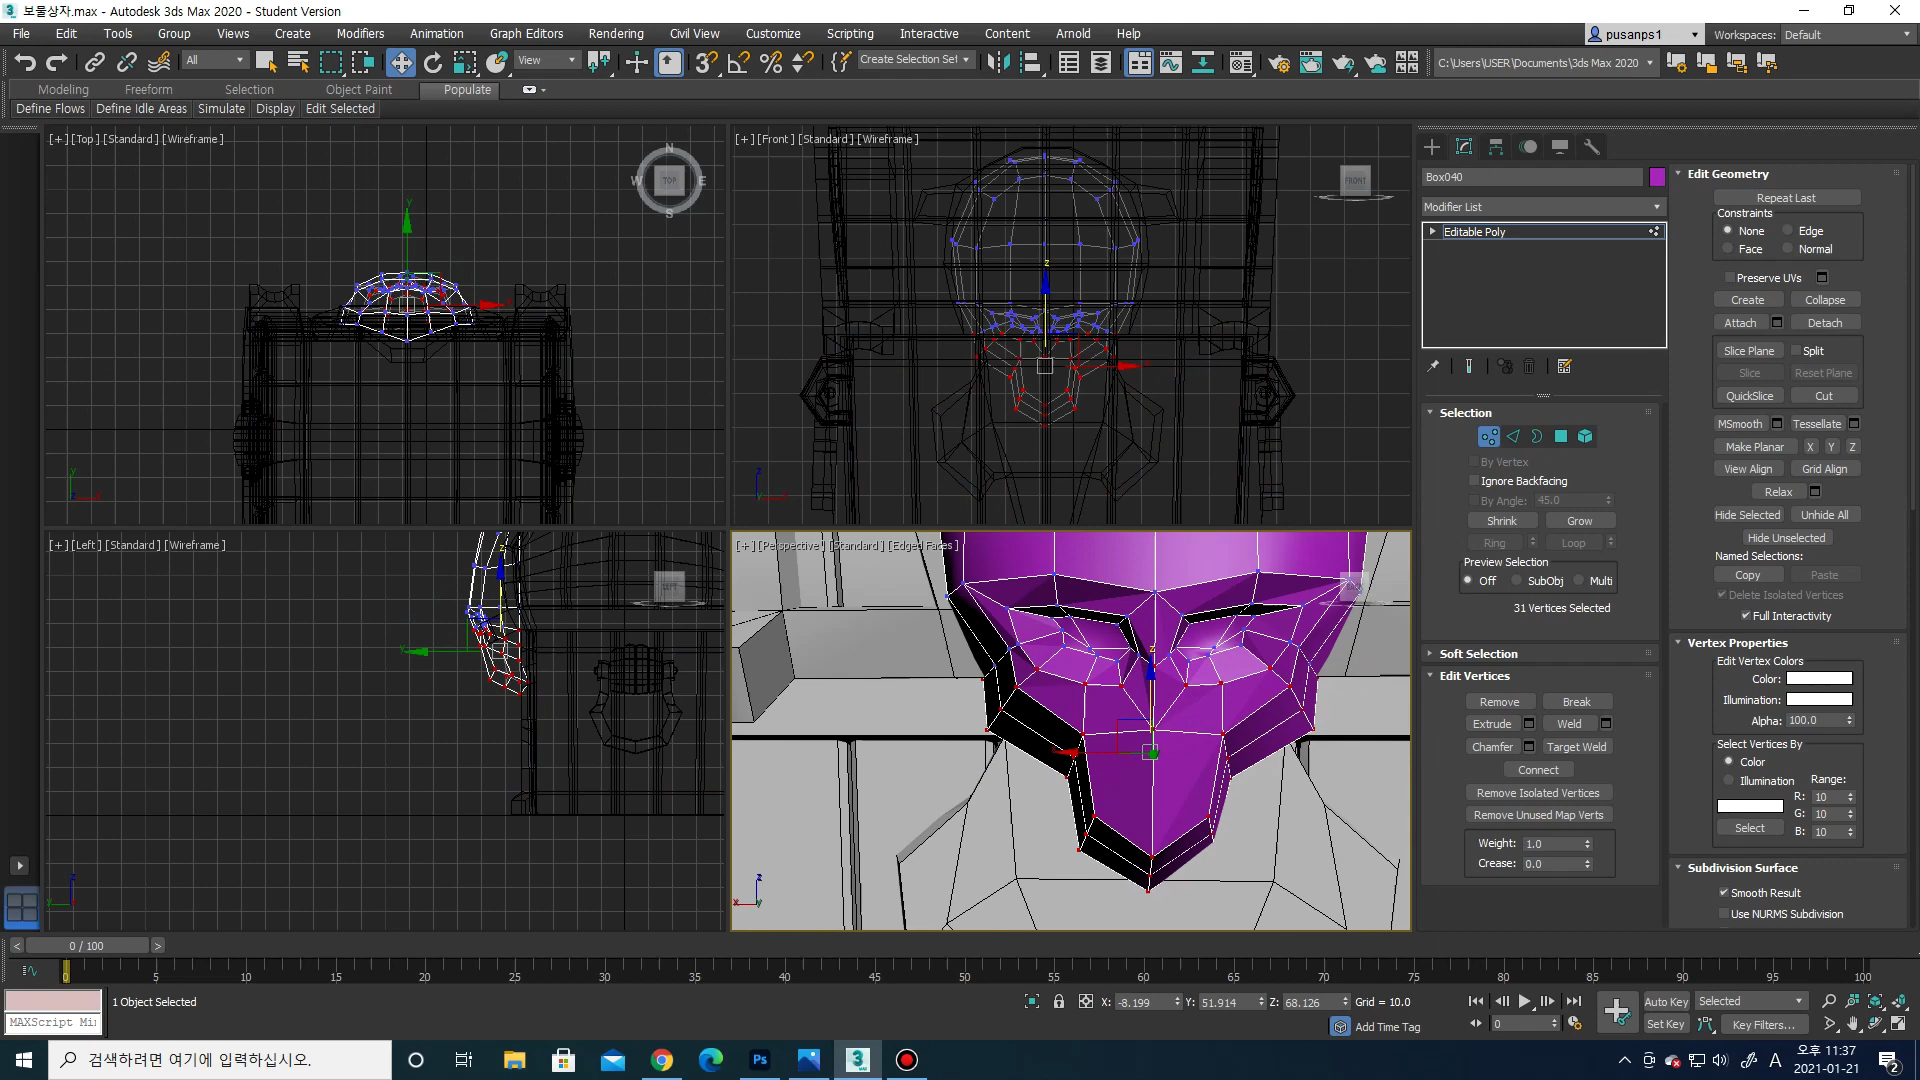 보물상자.max - Autodesk 3ds Max 2020 - Student Version
File Edit Tools Group Views Create Modifiers Animation Graph Editors Rendering Civil View Customize Scripting Interactive Content Arnold Help
pusanps1 Workspaces: Default
All View Create Selection Set C:\Users\USER\Documents\3ds Max 2020
Modeling Freeform Selection Object Paint Populate
Define Flows Define Idle Areas Simulate Display Edit Selected
[+] [Top] [Standard] [Wireframe]
N
W TOP E
S
[+] [Front] [Standard] [Wireframe]
FRONT
[+] [Left] [Standard] [Wireframe]
LEFT
[+] [Perspective] [Standard] [Edged Faces]
Box040
Modifier List
Editable Poly
Selection
By Vertex
Ignore Backfacing
By Angle: 45.0
Shrink Grow
Ring Loop
Preview Selection
Off SubObj Multi
31 Vertices Selected
Soft Selection
Edit Vertices
Remove Break
Extrude Weld
Chamfer Target Weld
Connect
Remove Isolated Vertices
Remove Unused Map Verts
Weight: 1.0
Crease: 0.0
Edit Geometry
Repeat Last
Constraints
None Edge
Face Normal
Preserve UVs
Create Collapse
Attach Detach
Slice Plane Split
Slice Reset Plane
QuickSlice Cut
MSmooth Tessellate
Make Planar X Y Z
View Align Grid Align
Relax
Hide Selected Unhide All
Hide Unselected
Named Selections:
Copy Paste
Delete Isolated Vertices
Full Interactivity
Vertex Properties
Edit Vertex Colors
Color:
Illumination:
Alpha: 100.0
Select Vertices By
Color
Illumination Range:
R: 10
G: 10
Select B: 10
Subdivision Surface
Smooth Result
Use NURMS Subdivision
< 0 / 100 >
0 5 10 15 20 25 30 35 40 45 50 55 60 65 70 75 80 85 90 95 100
1 Object Selected X: -8.199 Y: 51.914 Z: 68.126 Grid = 10.0 Auto Key Selected
MAXScript Mi Add Time Tag 0 Set Key Key Filters...
검색하려면 여기에 입력하십시오.
Ps
3
A
오후 11:37
2021-01-21
2